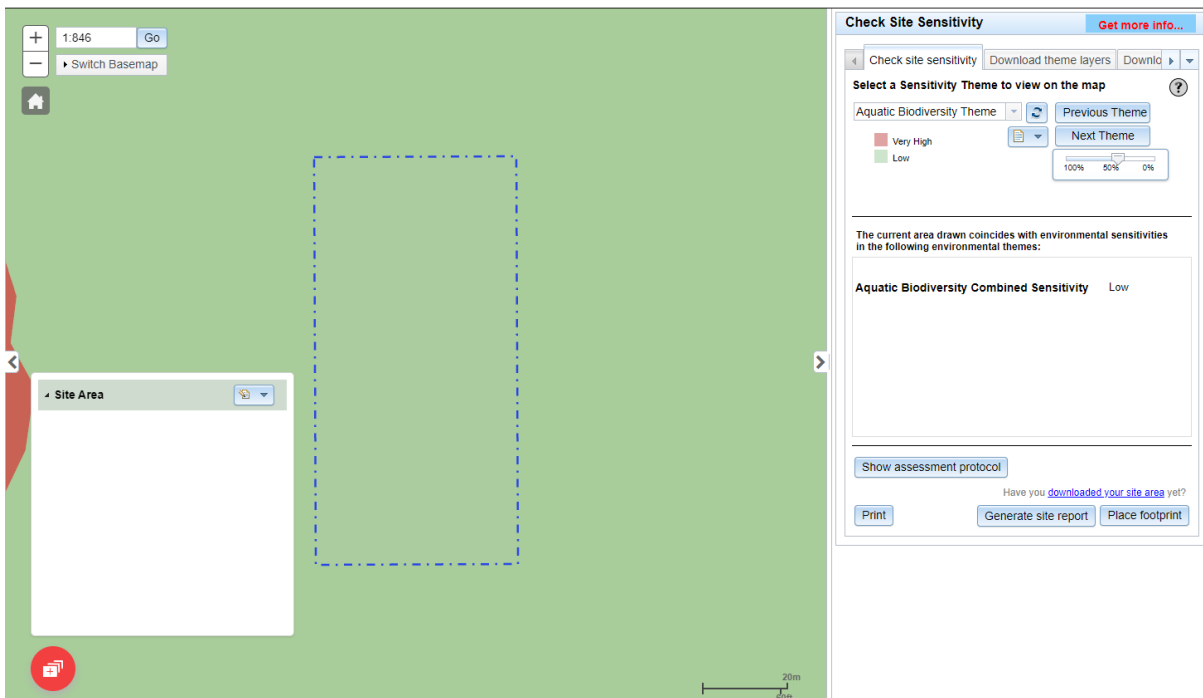 +
1:846 Go
−
Switch Basemap
Site Area
20m
60ft
Check Site Sensitivity
Get more info...
Check site sensitivity Download theme layers Downlo
Select a Sensitivity Theme to view on the map
?
Aquatic Biodiversity Theme
Previous Theme
Next Theme
Very High
Low
100% 50% 0%
The current area drawn coincides with environmental sensitivities
in the following environmental themes:
Aquatic Biodiversity Combined Sensitivity Low
Show assessment protocol
Have you downloaded your site area yet?
Print Generate site report Place footprint